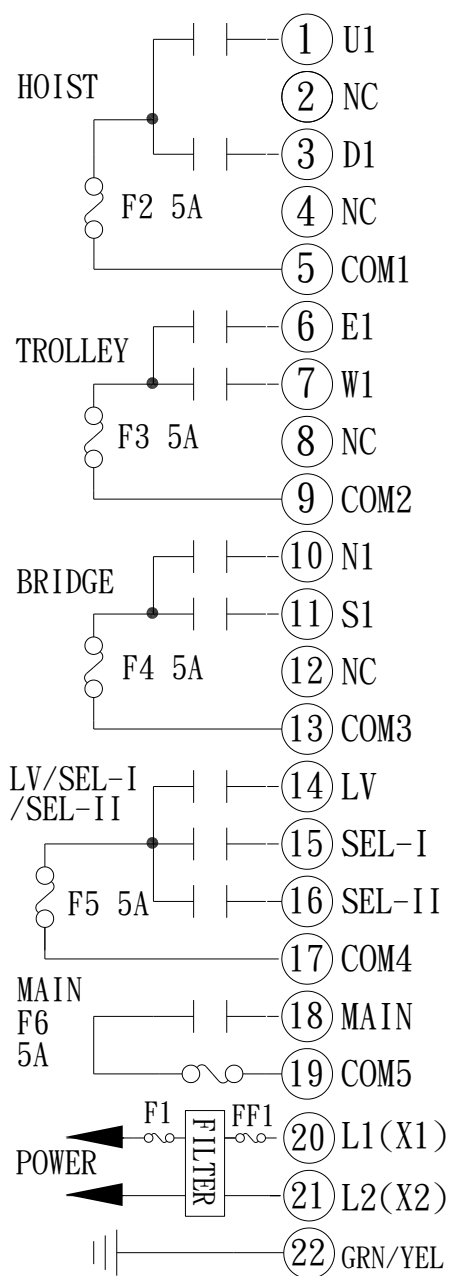 1 U1
HOIST
2 NC
3 D1
F2 5A
4 NC
5 COM1
6 E1
TROLLEY
7 W1
F3 5A
8 NC
9 COM2
10 N1
BRIDGE
11 S1
F4 5A
12 NC
13 COM3
LV/SEL-I
/SEL-II
14 LV
15 SEL-I
F5 5A
16 SEL-II
17 COM4
MAIN
F6
5A
18 MAIN
19 COM5
F1
FILTER
FF1
20 L1(X1)
POWER
21 L2(X2)
22 GRN/YEL